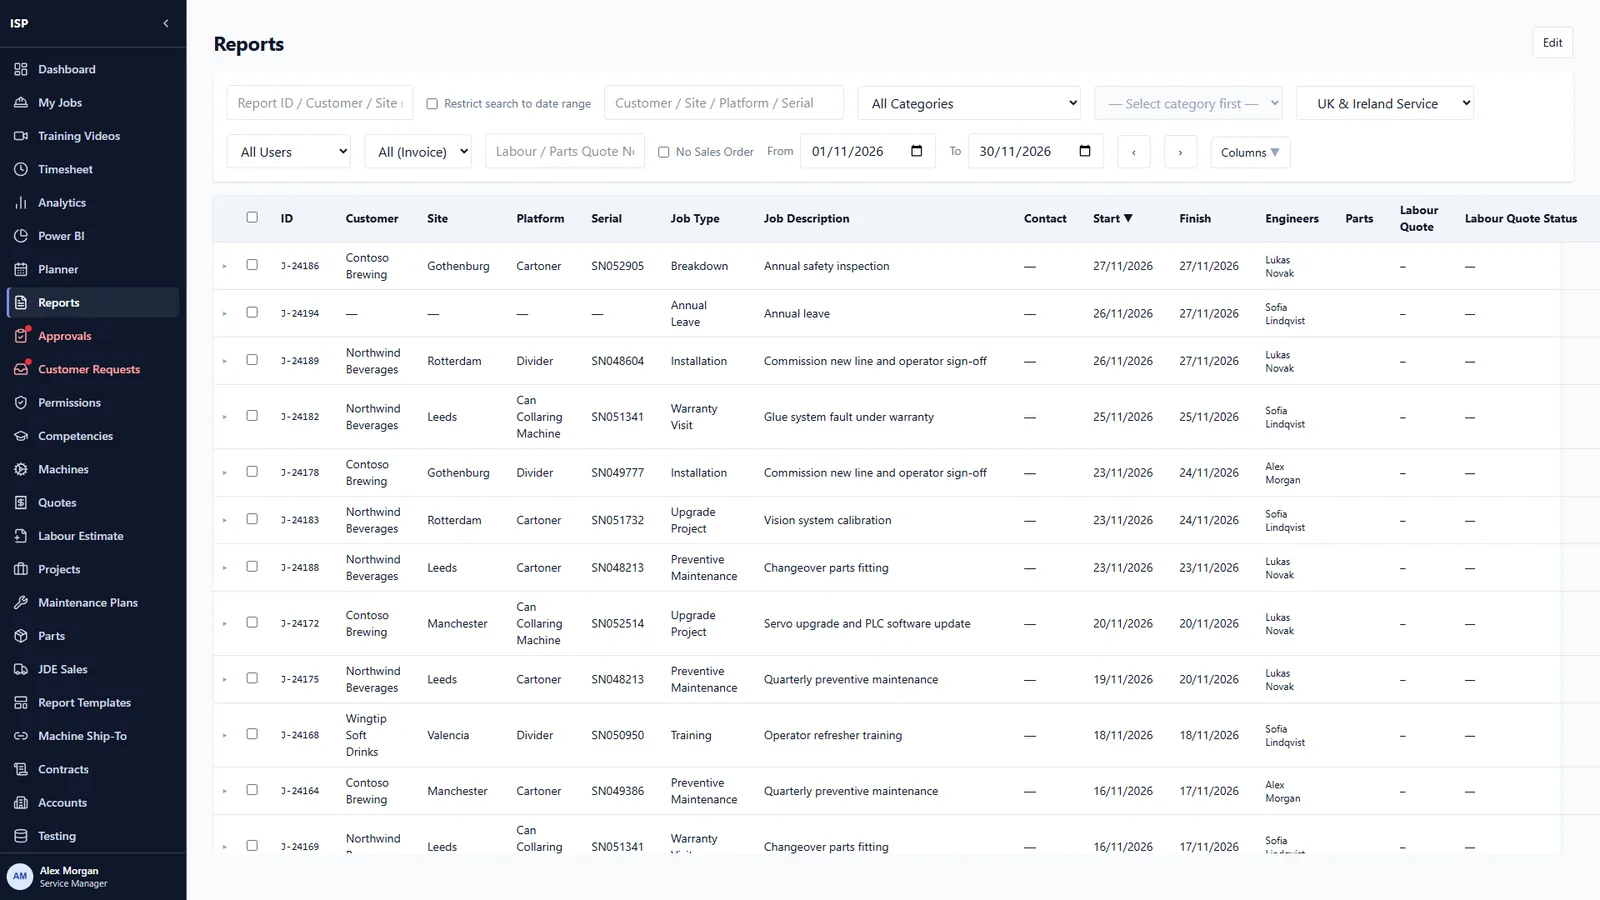 ISP
Dashboard
My Jobs
Training Videos
Timesheet
Analytics
Power BI
Planner
Reports
Approvals
Customer Requests
Permissions
Competencies
Machines
Quotes
Labour Estimate
Projects
Maintenance Plans
Parts
JDE Sales
Report Templates
Machine Ship-To
Contracts
Accounts
Testing
AM
Alex Morgan
Service Manager
Reports
Edit
Report ID / Customer / Site
Restrict search to date range
Customer / Site / Platform / Serial
All Categories
— Select category first —
UK & Ireland Service
All Users
All (Invoice)
Labour / Parts Quote
No Sales Order
From
01/11/2026
To
30/11/2026
‹
›
Columns ▼
ID Customer Site Platform Serial Job Type Job Description Contact Start ▼ Finish Engineers Parts Labour Quote Labour Quote Status
J-24186 Contoso Brewing Gothenburg Cartoner SN052905 Breakdown Annual safety inspection — 27/11/2026 27/11/2026 Lukas Novak – —
J-24194 — — — — Annual Leave Annual leave — 26/11/2026 27/11/2026 Sofia Lindqvist – —
J-24189 Northwind Beverages Rotterdam Divider SN048604 Installation Commission new line and operator sign-off — 26/11/2026 27/11/2026 Lukas Novak – —
J-24182 Northwind Beverages Leeds Can Collaring Machine SN051341 Warranty Visit Glue system fault under warranty — 25/11/2026 25/11/2026 Sofia Lindqvist – —
J-24178 Contoso Brewing Gothenburg Divider SN049777 Installation Commission new line and operator sign-off — 23/11/2026 24/11/2026 Alex Morgan – —
J-24183 Northwind Beverages Rotterdam Cartoner SN051732 Upgrade Project Vision system calibration — 23/11/2026 24/11/2026 Sofia Lindqvist – —
J-24188 Northwind Beverages Leeds Cartoner SN048213 Preventive Maintenance Changeover parts fitting — 23/11/2026 23/11/2026 Lukas Novak – —
J-24172 Contoso Brewing Manchester Can Collaring Machine SN052514 Upgrade Project Servo upgrade and PLC software update — 20/11/2026 20/11/2026 Lukas Novak – —
J-24175 Northwind Beverages Leeds Cartoner SN048213 Preventive Maintenance Quarterly preventive maintenance — 19/11/2026 20/11/2026 Lukas Novak – —
J-24168 Wingtip Soft Drinks Valencia Divider SN050950 Training Operator refresher training — 18/11/2026 18/11/2026 Sofia Lindqvist – —
J-24164 Contoso Brewing Manchester Cartoner SN049386 Preventive Maintenance Quarterly preventive maintenance — 16/11/2026 17/11/2026 Alex Morgan – —
J-24169 Northwind Leeds Can Collaring SN051341 Warranty Changeover parts fitting — 16/11/2026 17/11/2026 Sofia – —